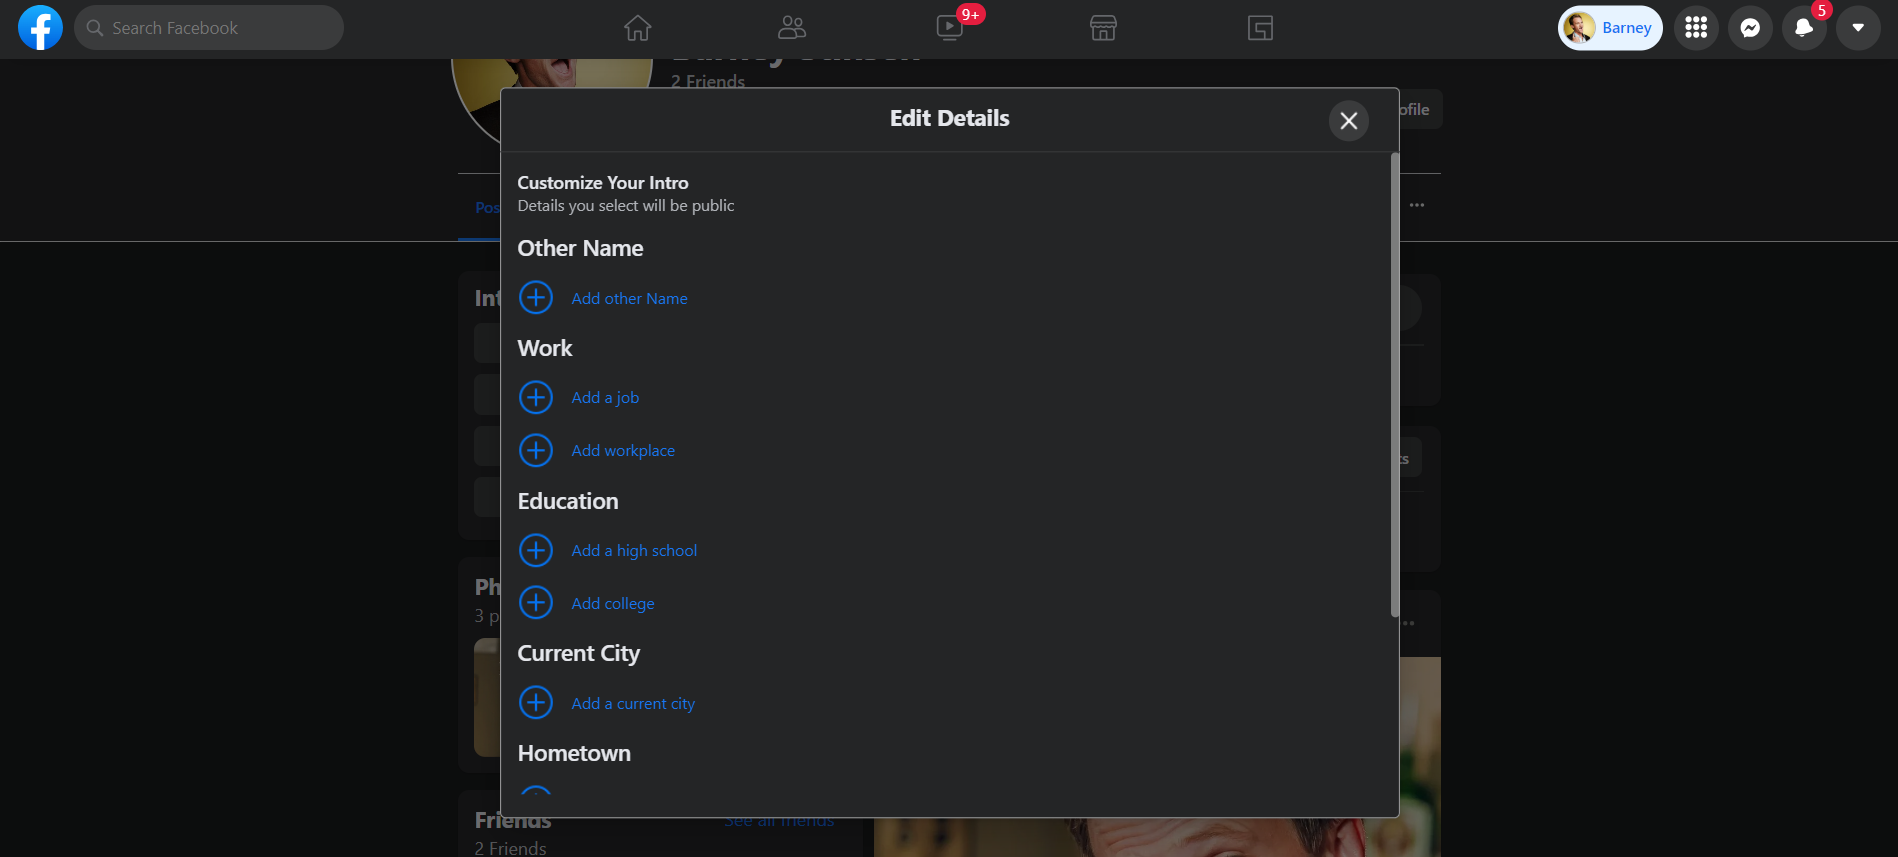 Search Facebook
9+
Barney
5
2 Friends
Edit Details
ofile
Customize Your Intro
Details you select will be public
Pos
Other Name
Int
Add other Name
Work
Add a job
Add workplace
ts
Education
Add a high school
Ph
Add college
3 p
Current City
Add a current city
Hometown
Friends
See all friends
2 Friends